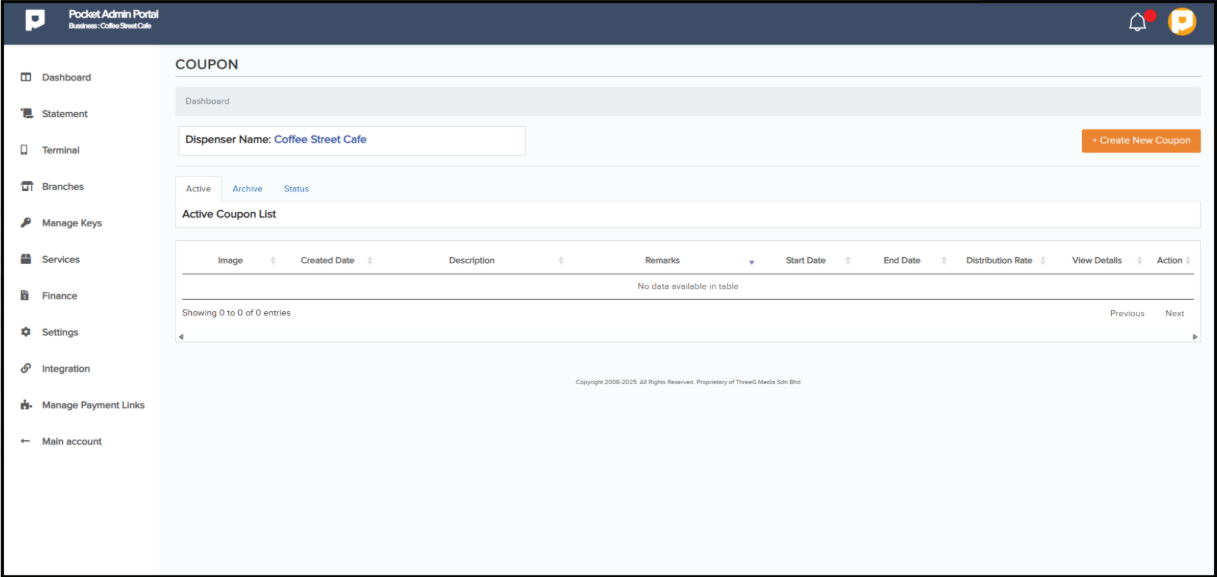 Pocket Admin Portal
Bussiness : Coffee Street Cafe
Dashboard
Statement
Terminal
Branches
Manage Keys
Services
Finance
Settings
Integration
Manage Payment Links
Main account
COUPON
Dashboard
Dispenser Name: Coffee Street Cafe
+ Create New Coupon
Active Archive Status
Active Coupon List
Image Created Date Description Remarks Start Date End Date Distribution Rate View Details Action
No data available in table
Showing 0 to 0 of 0 entries
Previous Next
Copyright 2008-2025. All Rights Reserved. Proprietery of ThreeG Media Sdn Bhd